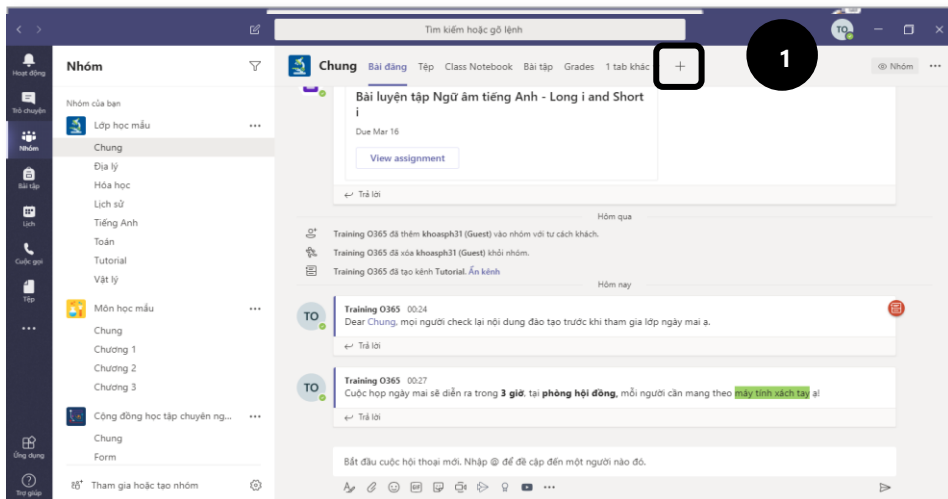 Tìm kiếm hoặc gõ lệnh
TO
Hoạt động
Trò chuyện
Nhóm
Bài tập
Lịch
Cuộc gọi
Tệp
Ứng dụng
Trợ giúp
Nhóm
Nhóm của bạn
Lớp học mẫu
Chung
Địa lý
Hóa học
Lịch sử
Tiếng Anh
Toán
Tutorial
Vật lý
Môn học mẫu
Chung
Chương 1
Chương 2
Chương 3
Cộng đồng học tập chuyên ng...
Chung
Form
Tham gia hoặc tạo nhóm
Chung Bài đăng Tệp Class Notebook Bài tập Grades 1 tab khác +
1
Nhóm
Bài luyện tập Ngữ âm tiếng Anh - Long i and Short
i
Due Mar 16
View assignment
Trả lời
Hôm qua
Training O365 đã thêm khoasph31 (Guest) vào nhóm với tư cách khách.
Training O365 đã xóa khoasph31 (Guest) khỏi nhóm.
Training O365 đã tạo kênh Tutorial. Ẩn kênh
Hôm nay
TO
Training O365 00:24
Dear Chung, mọi người check lại nội dung đào tạo trước khi tham gia lớp ngày mai ạ.
Trả lời
TO
Training O365 00:27
Cuộc họp ngày mai sẽ diễn ra trong 3 giờ. tại phòng hội đồng, mỗi người cần mang theo máy tính xách tay ạ!
Trả lời
Bắt đầu cuộc hội thoại mới. Nhập @ để đề cập đến một người nào đó.
GIF